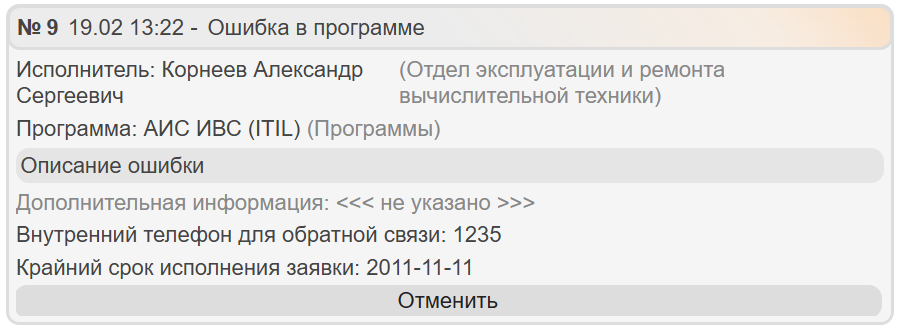 № 9 19.02 13:22 - Ошибка в программе
Исполнитель: Корнеев Александр Сергеевич
(Отдел эксплуатации и ремонта вычислительной техники)
Программа: АИС ИВС (ITIL) (Программы)
Описание ошибки
Дополнительная информация: <<< не указано >>>
Внутренний телефон для обратной связи: 1235
Крайний срок исполнения заявки: 2011-11-11
Отменить